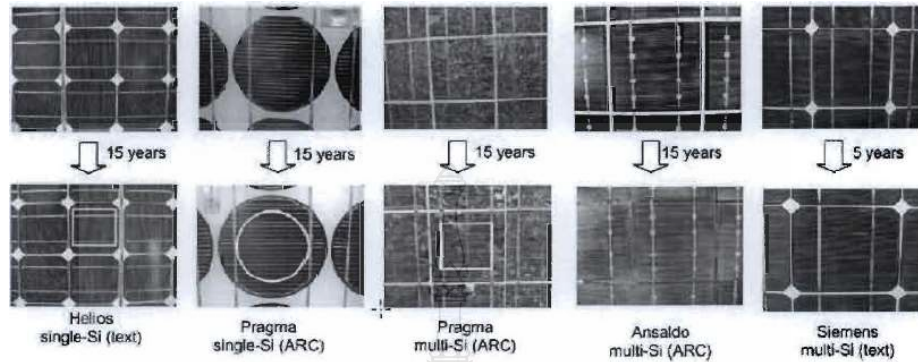 15 years
15 years
15 years
15 years
5 years
Helios
single-Si (text)
Pragma
single-Si (ARC)
Pragma
multi-Si (ARC)
Ansaldo
multi-Si (ARC)
Siemens
multi-Si (text)